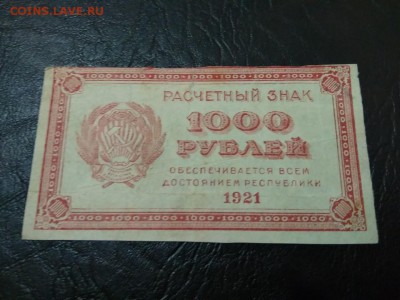 COINS.LAVE.RU
РАСЧЕТНЫЙ ЗНАК
1000
РУБЛЕЙ
ОБЕСПЕЧИВАЕТСЯ ВСЕМ
ДОСТОЯНИЕМ РЕСПУБЛИКИ
1921